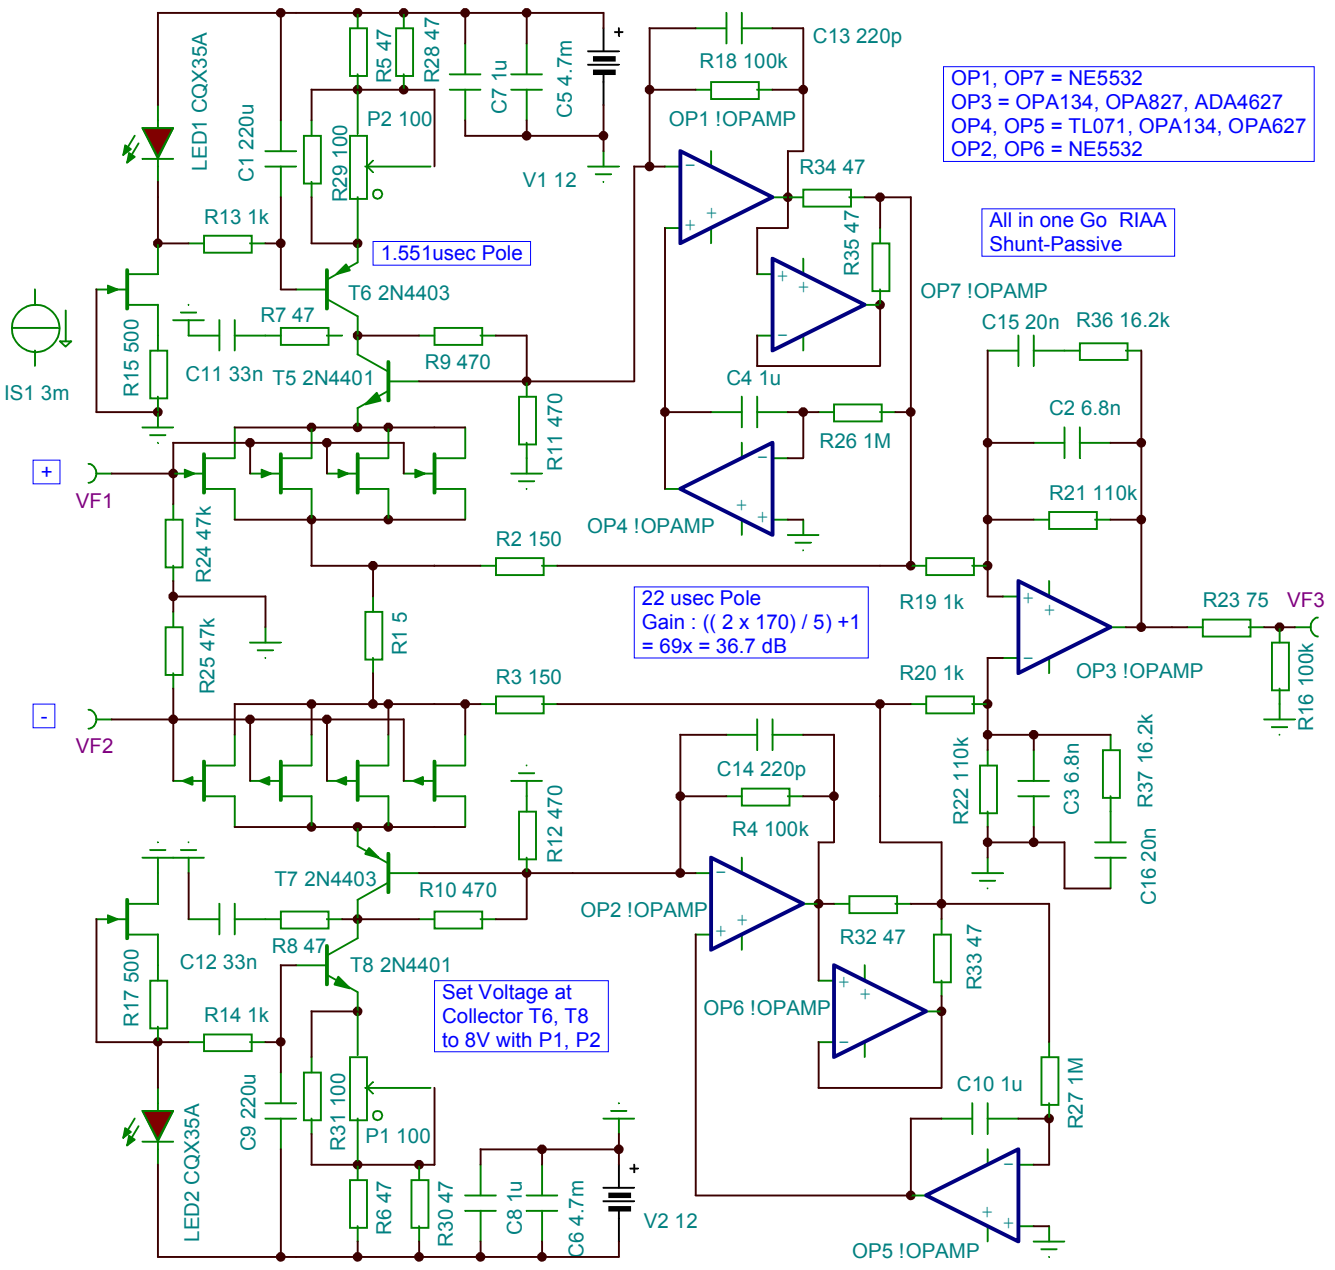 LED1 CQX35A
C1 220u
R5 47
R28 47
C7 1u
C5 4.7m
+
C13 220p
R18 100k
OP1 !OPAMP
OP1, OP7 = NE5532
OP3 = OPA134, OPA827, ADA4627
OP4, OP5 = TL071, OPA134, OPA627
OP2, OP6 = NE5532
P2 100
R29 100
V1 12
R34 47
R35 47
R13 1k
1.551usec Pole
All in one Go RIAA
Shunt-Passive
T6 2N4403
OP7 !OPAMP
R7 47
R9 470
C15 20n
R36 16.2k
IS1 3m
R15 500
C11 33n
T5 2N4401
C4 1u
R11 470
R26 1M
C2 6.8n
+
VF1
R24 47k
OP4 !OPAMP
R21 110k
R2 150
R19 1k
22 usec Pole
Gain : (( 2 x 170) / 5) +1
= 69x = 36.7 dB
R1 5
R25 47k
R23 75
VF3
R20 1k
OP3 !OPAMP
R16 100k
R3 150
-
VF2
C14 220p
R4 100k
R22 110k
C3 6.8n
R37 16.2k
C16 20n
R12 470
T7 2N4403
R10 470
OP2 !OPAMP
R32 47
R33 47
R17 500
C12 33n
R8 47
T8 2N4401
Set Voltage at
Collector T6, T8
to 8V with P1, P2
OP6 !OPAMP
R14 1k
C9 220u
R31 100
P1 100
C10 1u
R27 1M
LED2 CQX35A
R6 47
R30 47
C8 1u
C6 4.7m
+
V2 12
OP5 !OPAMP